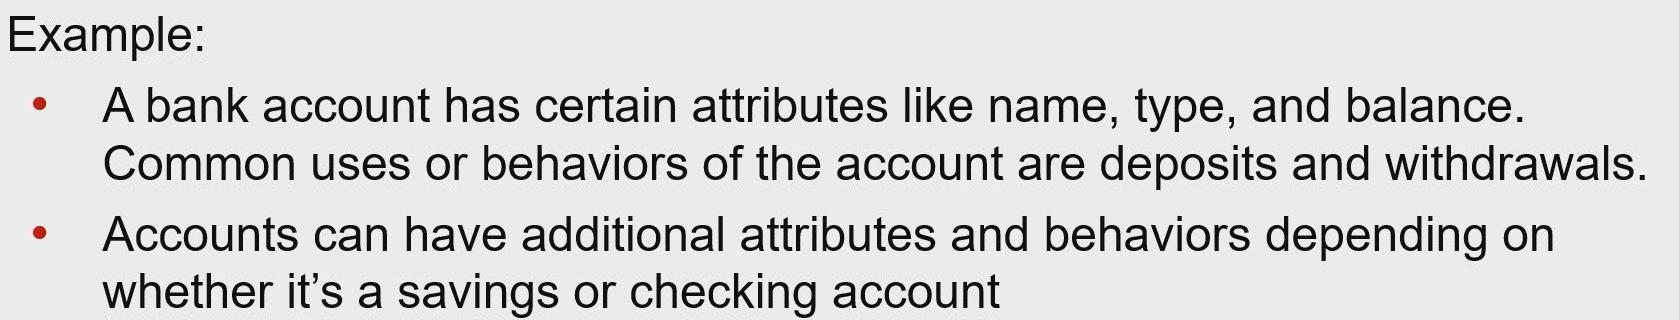 Example:
• A bank account has certain attributes like name, type, and balance.
Common uses or behaviors of the account are deposits and withdrawals.
• Accounts can have additional attributes and behaviors depending on
whether it’s a savings or checking account